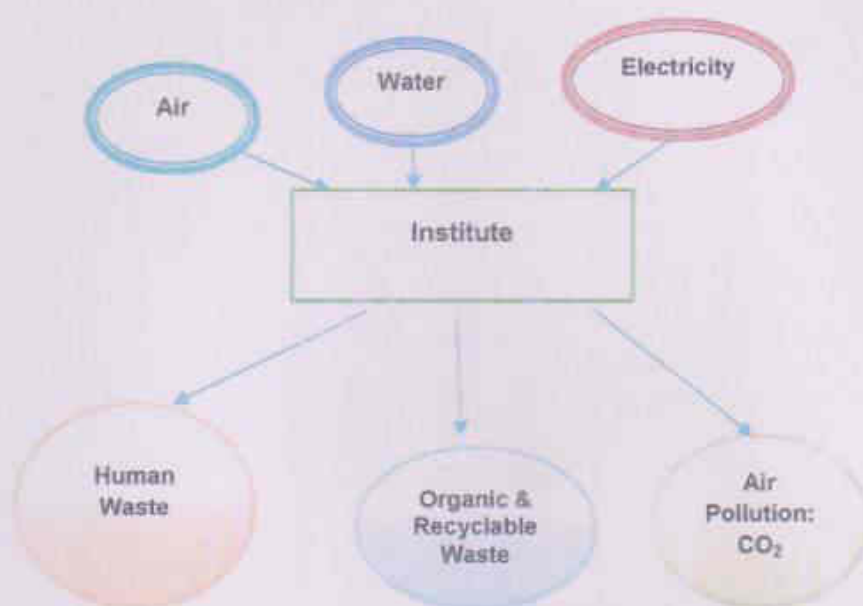 Air
Water
Electricity
Institute
Human
Waste
Organic &
Recyclable
Waste
Air
Pollution:
CO₂